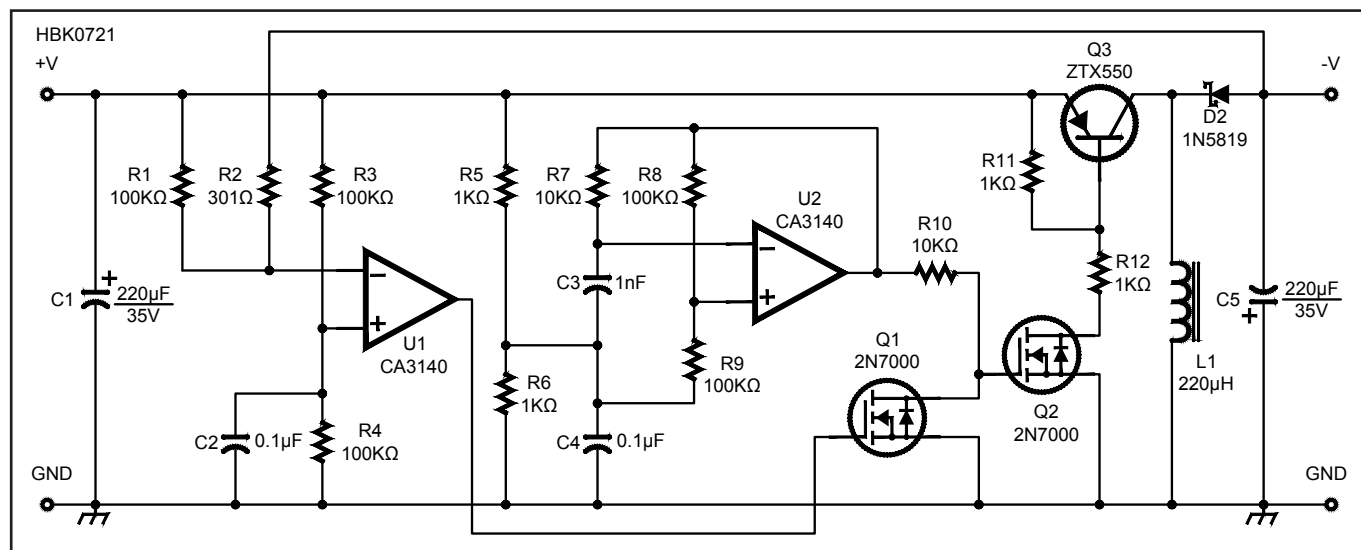 HBK0721
+V
Q3
ZTX550
-V
D2
1N5819
R1
100KΩ
R2
301Ω
R3
100KΩ
R5
1KΩ
R7
10KΩ
R8
100KΩ
R11
1KΩ
U2
CA3140
R10
10KΩ
R12
1KΩ
C1
220µF
35V
+
−
+
U1
CA3140
C3
1nF
−
+
R9
100KΩ
R6
1KΩ
Q1
2N7000
Q2
2N7000
L1
220µH
C5
220µF
35V
+
C2
0.1µF
R4
100KΩ
C4
0.1µF
GND
GND